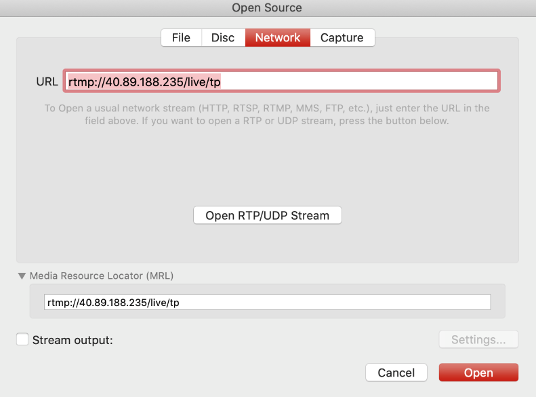 Open Source
File Disc Network Capture
URL rtmp://40.89.188.235/live/tp
To Open a usual network stream (HTTP, RTSP, RTMP, MMS, FTP, etc.), just enter the URL in the
field above. If you want to open a RTP or UDP stream, press the button below.
Open RTP/UDP Stream
Media Resource Locator (MRL)
rtmp://40.89.188.235/live/tp
Stream output:
Settings...
Cancel Open